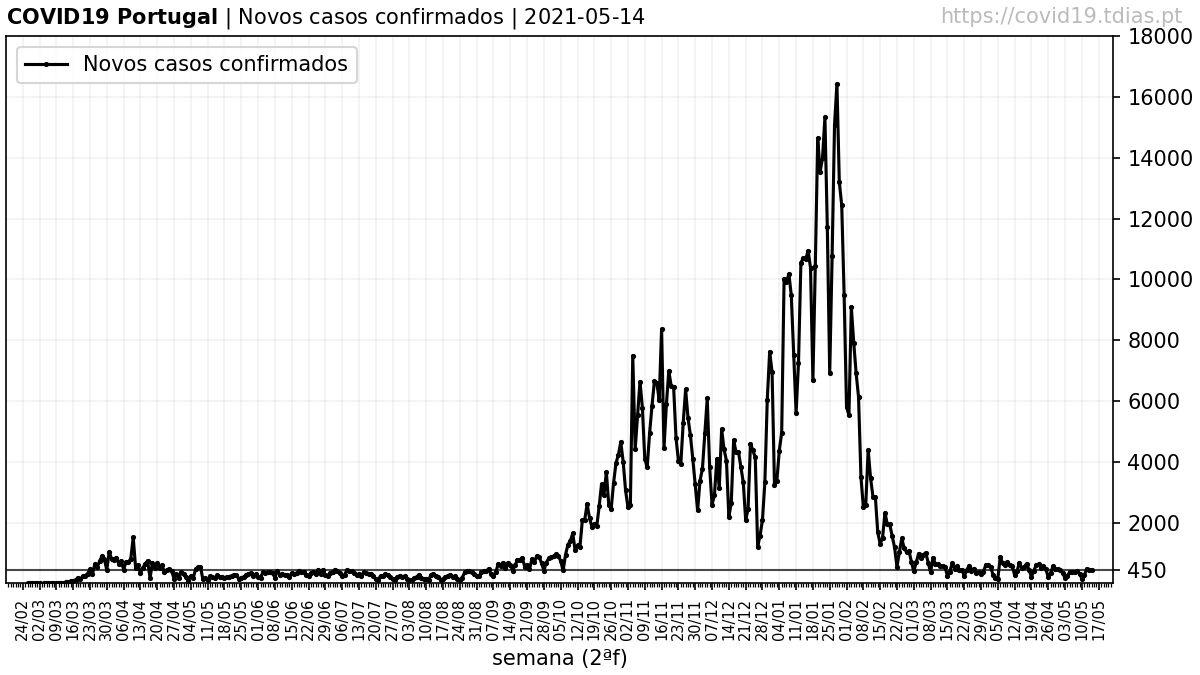 COVID19 Portugal | Novos casos confirmados | 2021-05-14
https://covid19.tdias.pt
Novos casos confirmados
18000
16000
14000
12000
10000
8000
6000
4000
2000
450
24/02 02/03 09/03 16/03 23/03 30/03 06/04 13/04 20/04 27/04 04/05 11/05 18/05 25/05 01/06 08/06 15/06 22/06 29/06 06/07 13/07 20/07 27/07 03/08 10/08 17/08 24/08 31/08 07/09 14/09 21/09 28/09 05/10 12/10 19/10 26/10 02/11 09/11 16/11 23/11 30/11 07/12 14/12 21/12 28/12 04/01 11/01 18/01 25/01 01/02 08/02 15/02 22/02 01/03 08/03 15/03 22/03 29/03 05/04 12/04 19/04 26/04 03/05 10/05 17/05
semana (2ªf)